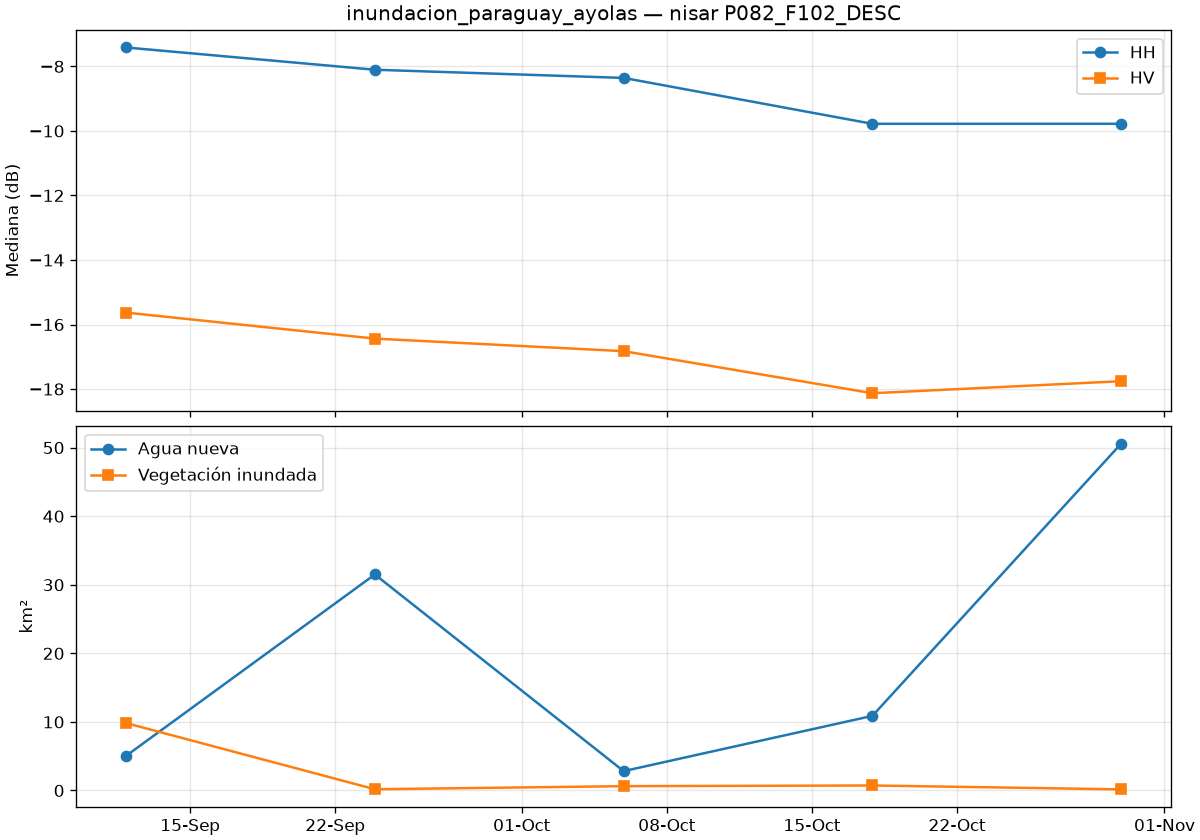 inundacion_paraguay_ayolas — nisar P082_F102_DESC
HH
HV
Mediana (dB)
−8
−10
−12
−14
−16
−18
Agua nueva
Vegetación inundada
km²
50
40
30
20
10
0
15-Sep 22-Sep 01-Oct 08-Oct 15-Oct 22-Oct 01-Nov